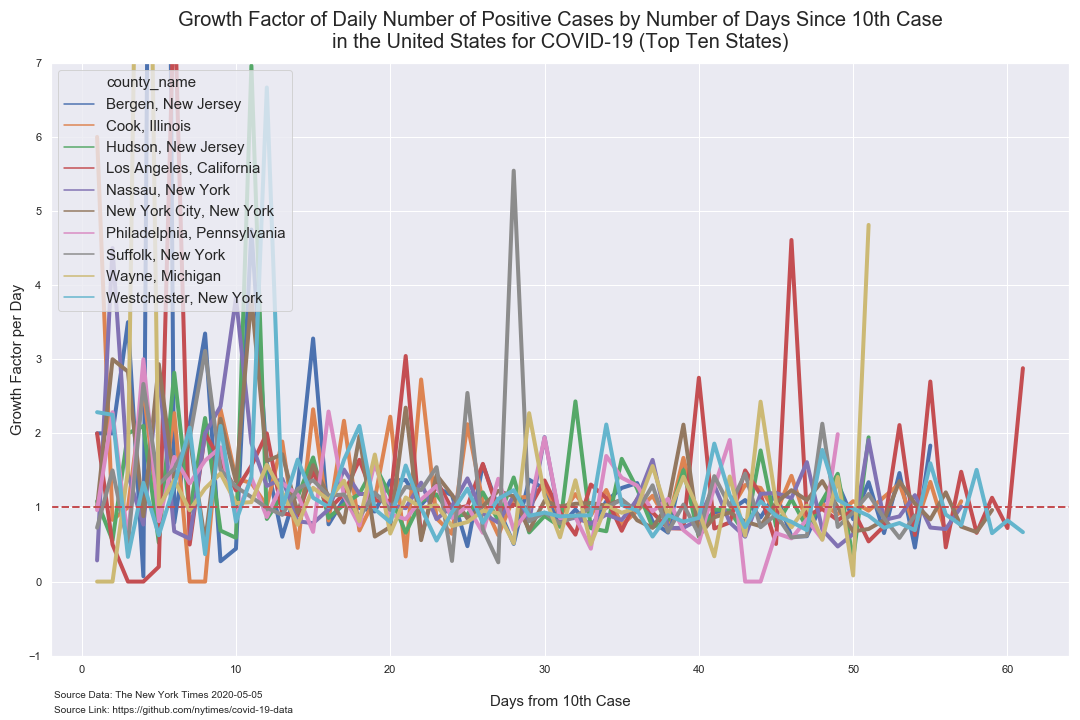 Growth Factor of Daily Number of Positive Cases by Number of Days Since 10th Case
in the United States for COVID-19 (Top Ten States)
7
6
5
4
3
2
1
0
−1
Growth Factor per Day
county_name
Bergen, New Jersey
Cook, Illinois
Hudson, New Jersey
Los Angeles, California
Nassau, New York
New York City, New York
Philadelphia, Pennsylvania
Suffolk, New York
Wayne, Michigan
Westchester, New York
0 10 20 30 40 50 60
Days from 10th Case
Source Data: The New York Times 2020-05-05
Source Link: https://github.com/nytimes/covid-19-data